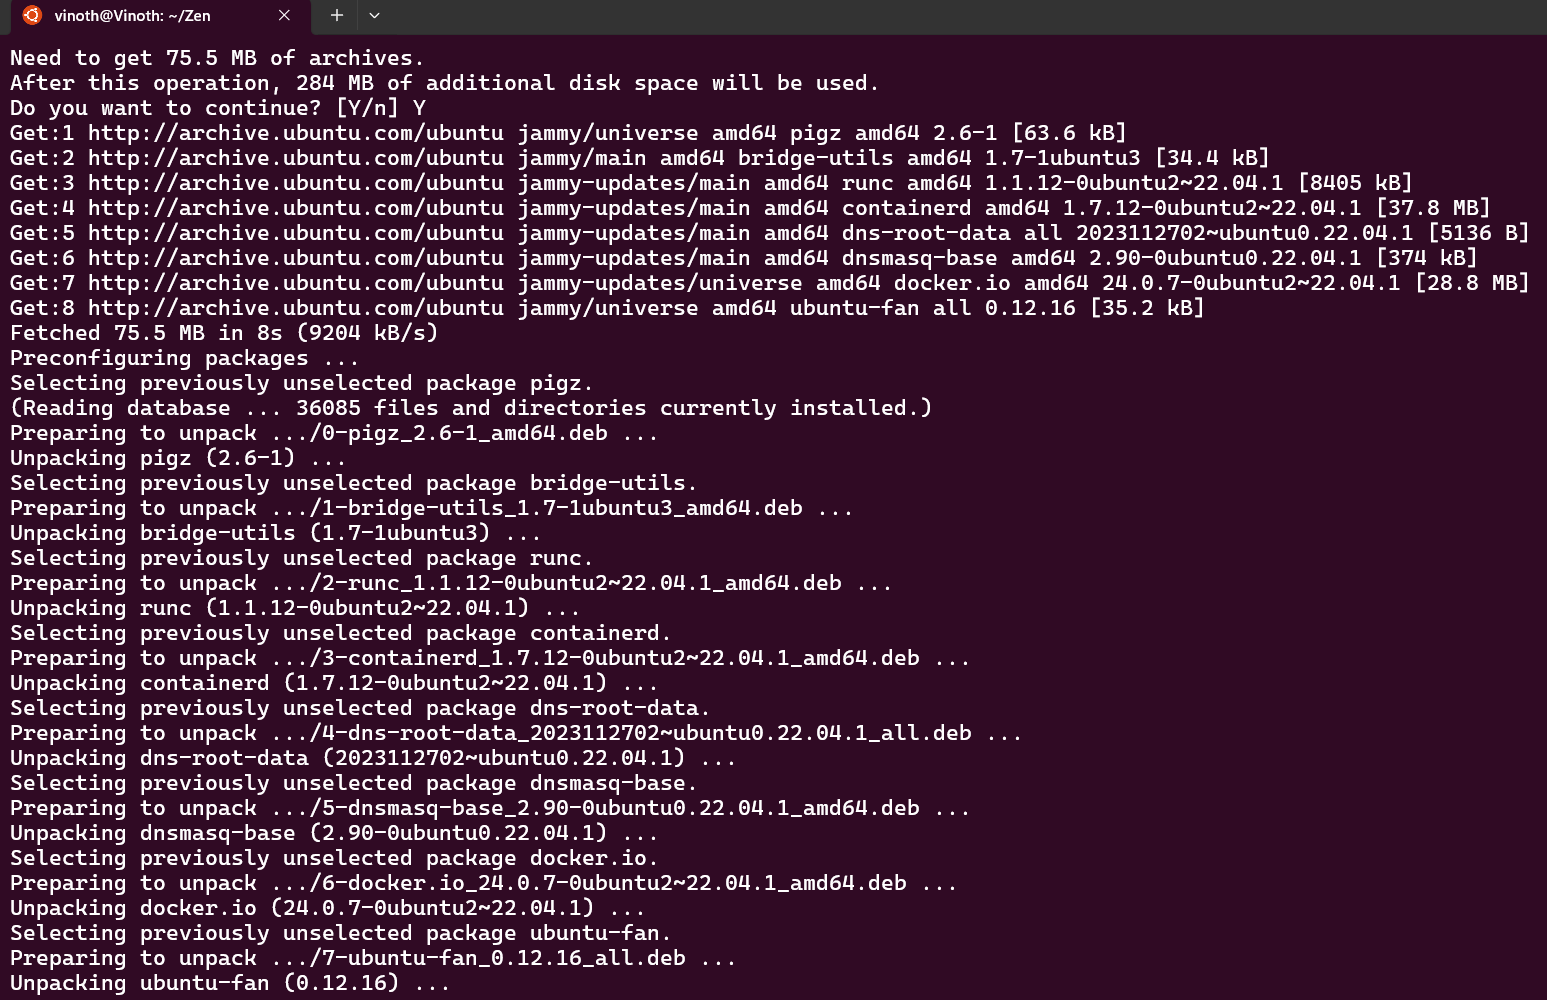 vinoth@Vinoth: ~/Zen
Need to get 75.5 MB of archives.
After this operation, 284 MB of additional disk space will be used.
Do you want to continue? [Y/n] Y
Get:1 http://archive.ubuntu.com/ubuntu jammy/universe amd64 pigz amd64 2.6-1 [63.6 kB]
Get:2 http://archive.ubuntu.com/ubuntu jammy/main amd64 bridge-utils amd64 1.7-1ubuntu3 [34.4 kB]
Get:3 http://archive.ubuntu.com/ubuntu jammy-updates/main amd64 runc amd64 1.1.12-0ubuntu2~22.04.1 [8405 kB]
Get:4 http://archive.ubuntu.com/ubuntu jammy-updates/main amd64 containerd amd64 1.7.12-0ubuntu2~22.04.1 [37.8 MB]
Get:5 http://archive.ubuntu.com/ubuntu jammy-updates/main amd64 dns-root-data all 2023112702~ubuntu0.22.04.1 [5136 B]
Get:6 http://archive.ubuntu.com/ubuntu jammy-updates/main amd64 dnsmasq-base amd64 2.90-0ubuntu0.22.04.1 [374 kB]
Get:7 http://archive.ubuntu.com/ubuntu jammy-updates/universe amd64 docker.io amd64 24.0.7-0ubuntu2~22.04.1 [28.8 MB]
Get:8 http://archive.ubuntu.com/ubuntu jammy/universe amd64 ubuntu-fan all 0.12.16 [35.2 kB]
Fetched 75.5 MB in 8s (9204 kB/s)
Preconfiguring packages ...
Selecting previously unselected package pigz.
(Reading database ... 36085 files and directories currently installed.)
Preparing to unpack .../0-pigz_2.6-1_amd64.deb ...
Unpacking pigz (2.6-1) ...
Selecting previously unselected package bridge-utils.
Preparing to unpack .../1-bridge-utils_1.7-1ubuntu3_amd64.deb ...
Unpacking bridge-utils (1.7-1ubuntu3) ...
Selecting previously unselected package runc.
Preparing to unpack .../2-runc_1.1.12-0ubuntu2~22.04.1_amd64.deb ...
Unpacking runc (1.1.12-0ubuntu2~22.04.1) ...
Selecting previously unselected package containerd.
Preparing to unpack .../3-containerd_1.7.12-0ubuntu2~22.04.1_amd64.deb ...
Unpacking containerd (1.7.12-0ubuntu2~22.04.1) ...
Selecting previously unselected package dns-root-data.
Preparing to unpack .../4-dns-root-data_2023112702~ubuntu0.22.04.1_all.deb ...
Unpacking dns-root-data (2023112702~ubuntu0.22.04.1) ...
Selecting previously unselected package dnsmasq-base.
Preparing to unpack .../5-dnsmasq-base_2.90-0ubuntu0.22.04.1_amd64.deb ...
Unpacking dnsmasq-base (2.90-0ubuntu0.22.04.1) ...
Selecting previously unselected package docker.io.
Preparing to unpack .../6-docker.io_24.0.7-0ubuntu2~22.04.1_amd64.deb ...
Unpacking docker.io (24.0.7-0ubuntu2~22.04.1) ...
Selecting previously unselected package ubuntu-fan.
Preparing to unpack .../7-ubuntu-fan_0.12.16_all.deb ...
Unpacking ubuntu-fan (0.12.16) ...